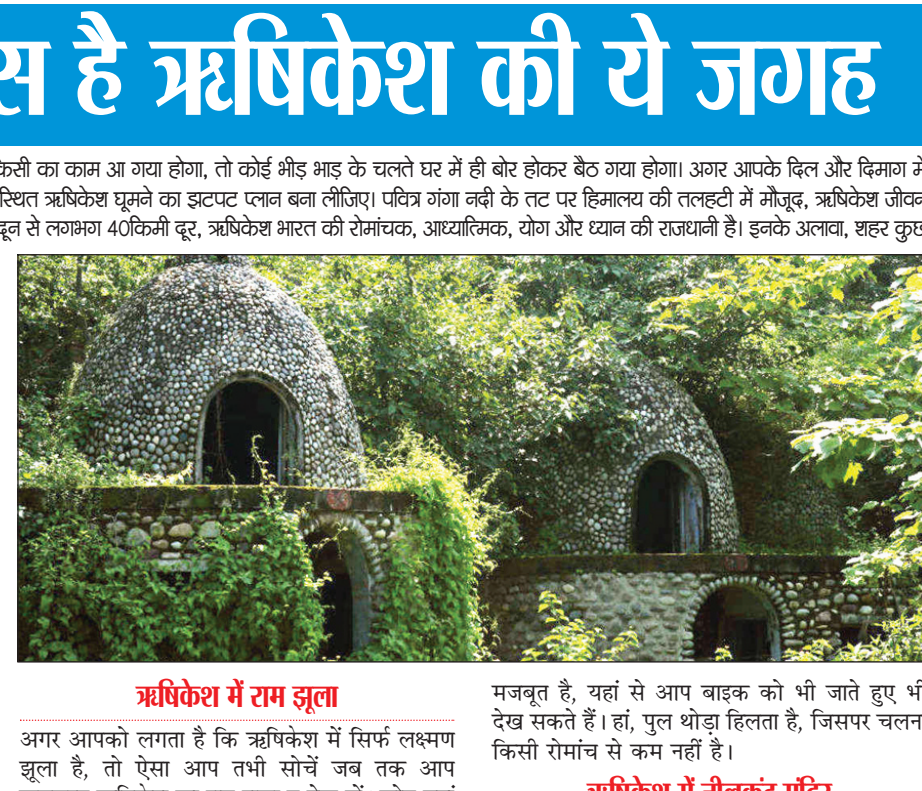 है ऋषिकेश की ये जगह
किसी का काम आ गया होगा, तो कोई भीड़ भाड़ के चलते घर में ही बोर होकर बैठ गया होगा। अगर आपके दिल और दिमाग में
स्थित ऋषिकेश घूमने का झटपट प्लान बना लीजिए। पवित्र गंगा नदी के तट पर हिमालय की तलहटी में मौजूद, ऋषिकेश जीवन
से लगभग 40किमी दूर, ऋषिकेश भारत की रोमांचक, आध्यात्मिक, योग और ध्यान की राजधानी है। इनके अलावा, शहर कुछ
ऋषिकेश में राम झूला
अगर आपको लगता है कि ऋषिकेश में सिर्फ लक्ष्मण
झूला है, तो ऐसा आप तभी सोचें जब तक आप
मजबूत है, यहां से आप बाइक को भी जाते हुए भी
देख सकते हैं। हां, पुल थोड़ा हिलता है, जिसपर चलन
किसी रोमांच से कम नहीं है।
ऋषिकेश में नीलकंठ मंदिर